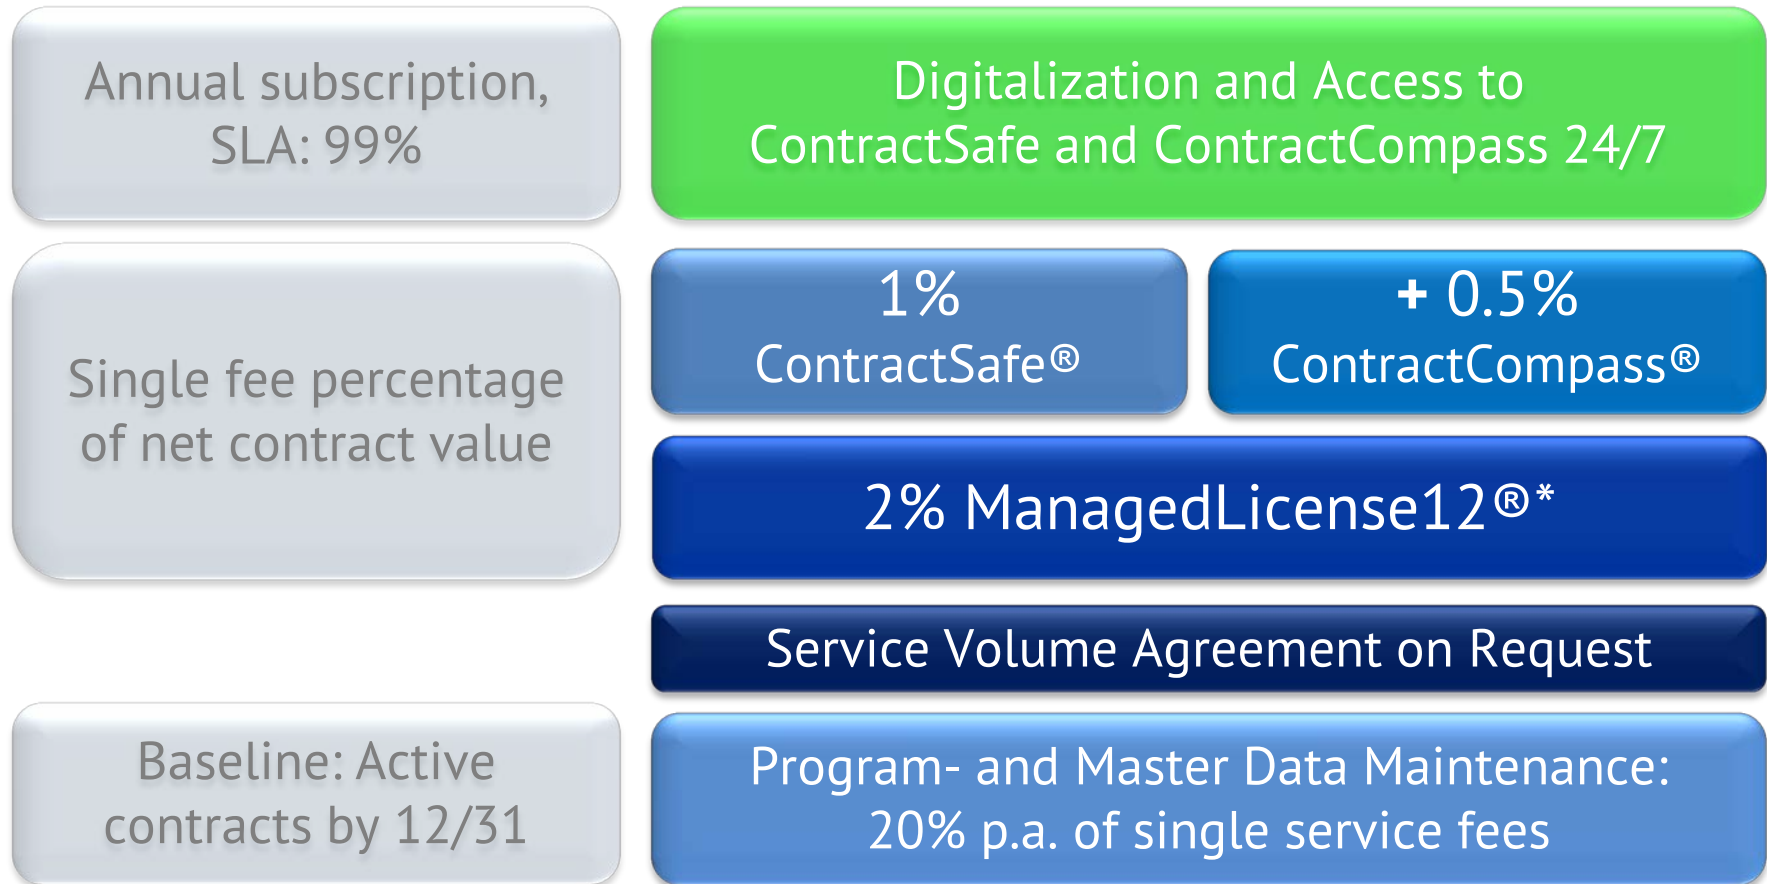 Annual subscription,
SLA: 99%
Digitalization and Access to
ContractSafe and ContractCompass 24/7
Single fee percentage
of net contract value
1%
ContractSafe®
+ 0.5%
ContractCompass®
2% ManagedLicense12®*
Service Volume Agreement on Request
Baseline: Active
contracts by 12/31
Program- and Master Data Maintenance:
20% p.a. of single service fees